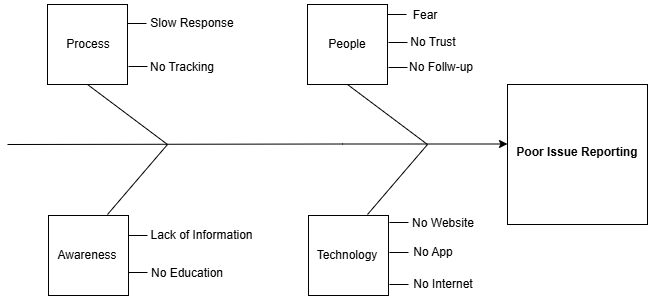 Process
Slow Response
No Tracking
People
Fear
No Trust
No Follw-up
Poor Issue Reporting
Awareness
Lack of Information
No Education
Technology
No Website
No App
No Internet